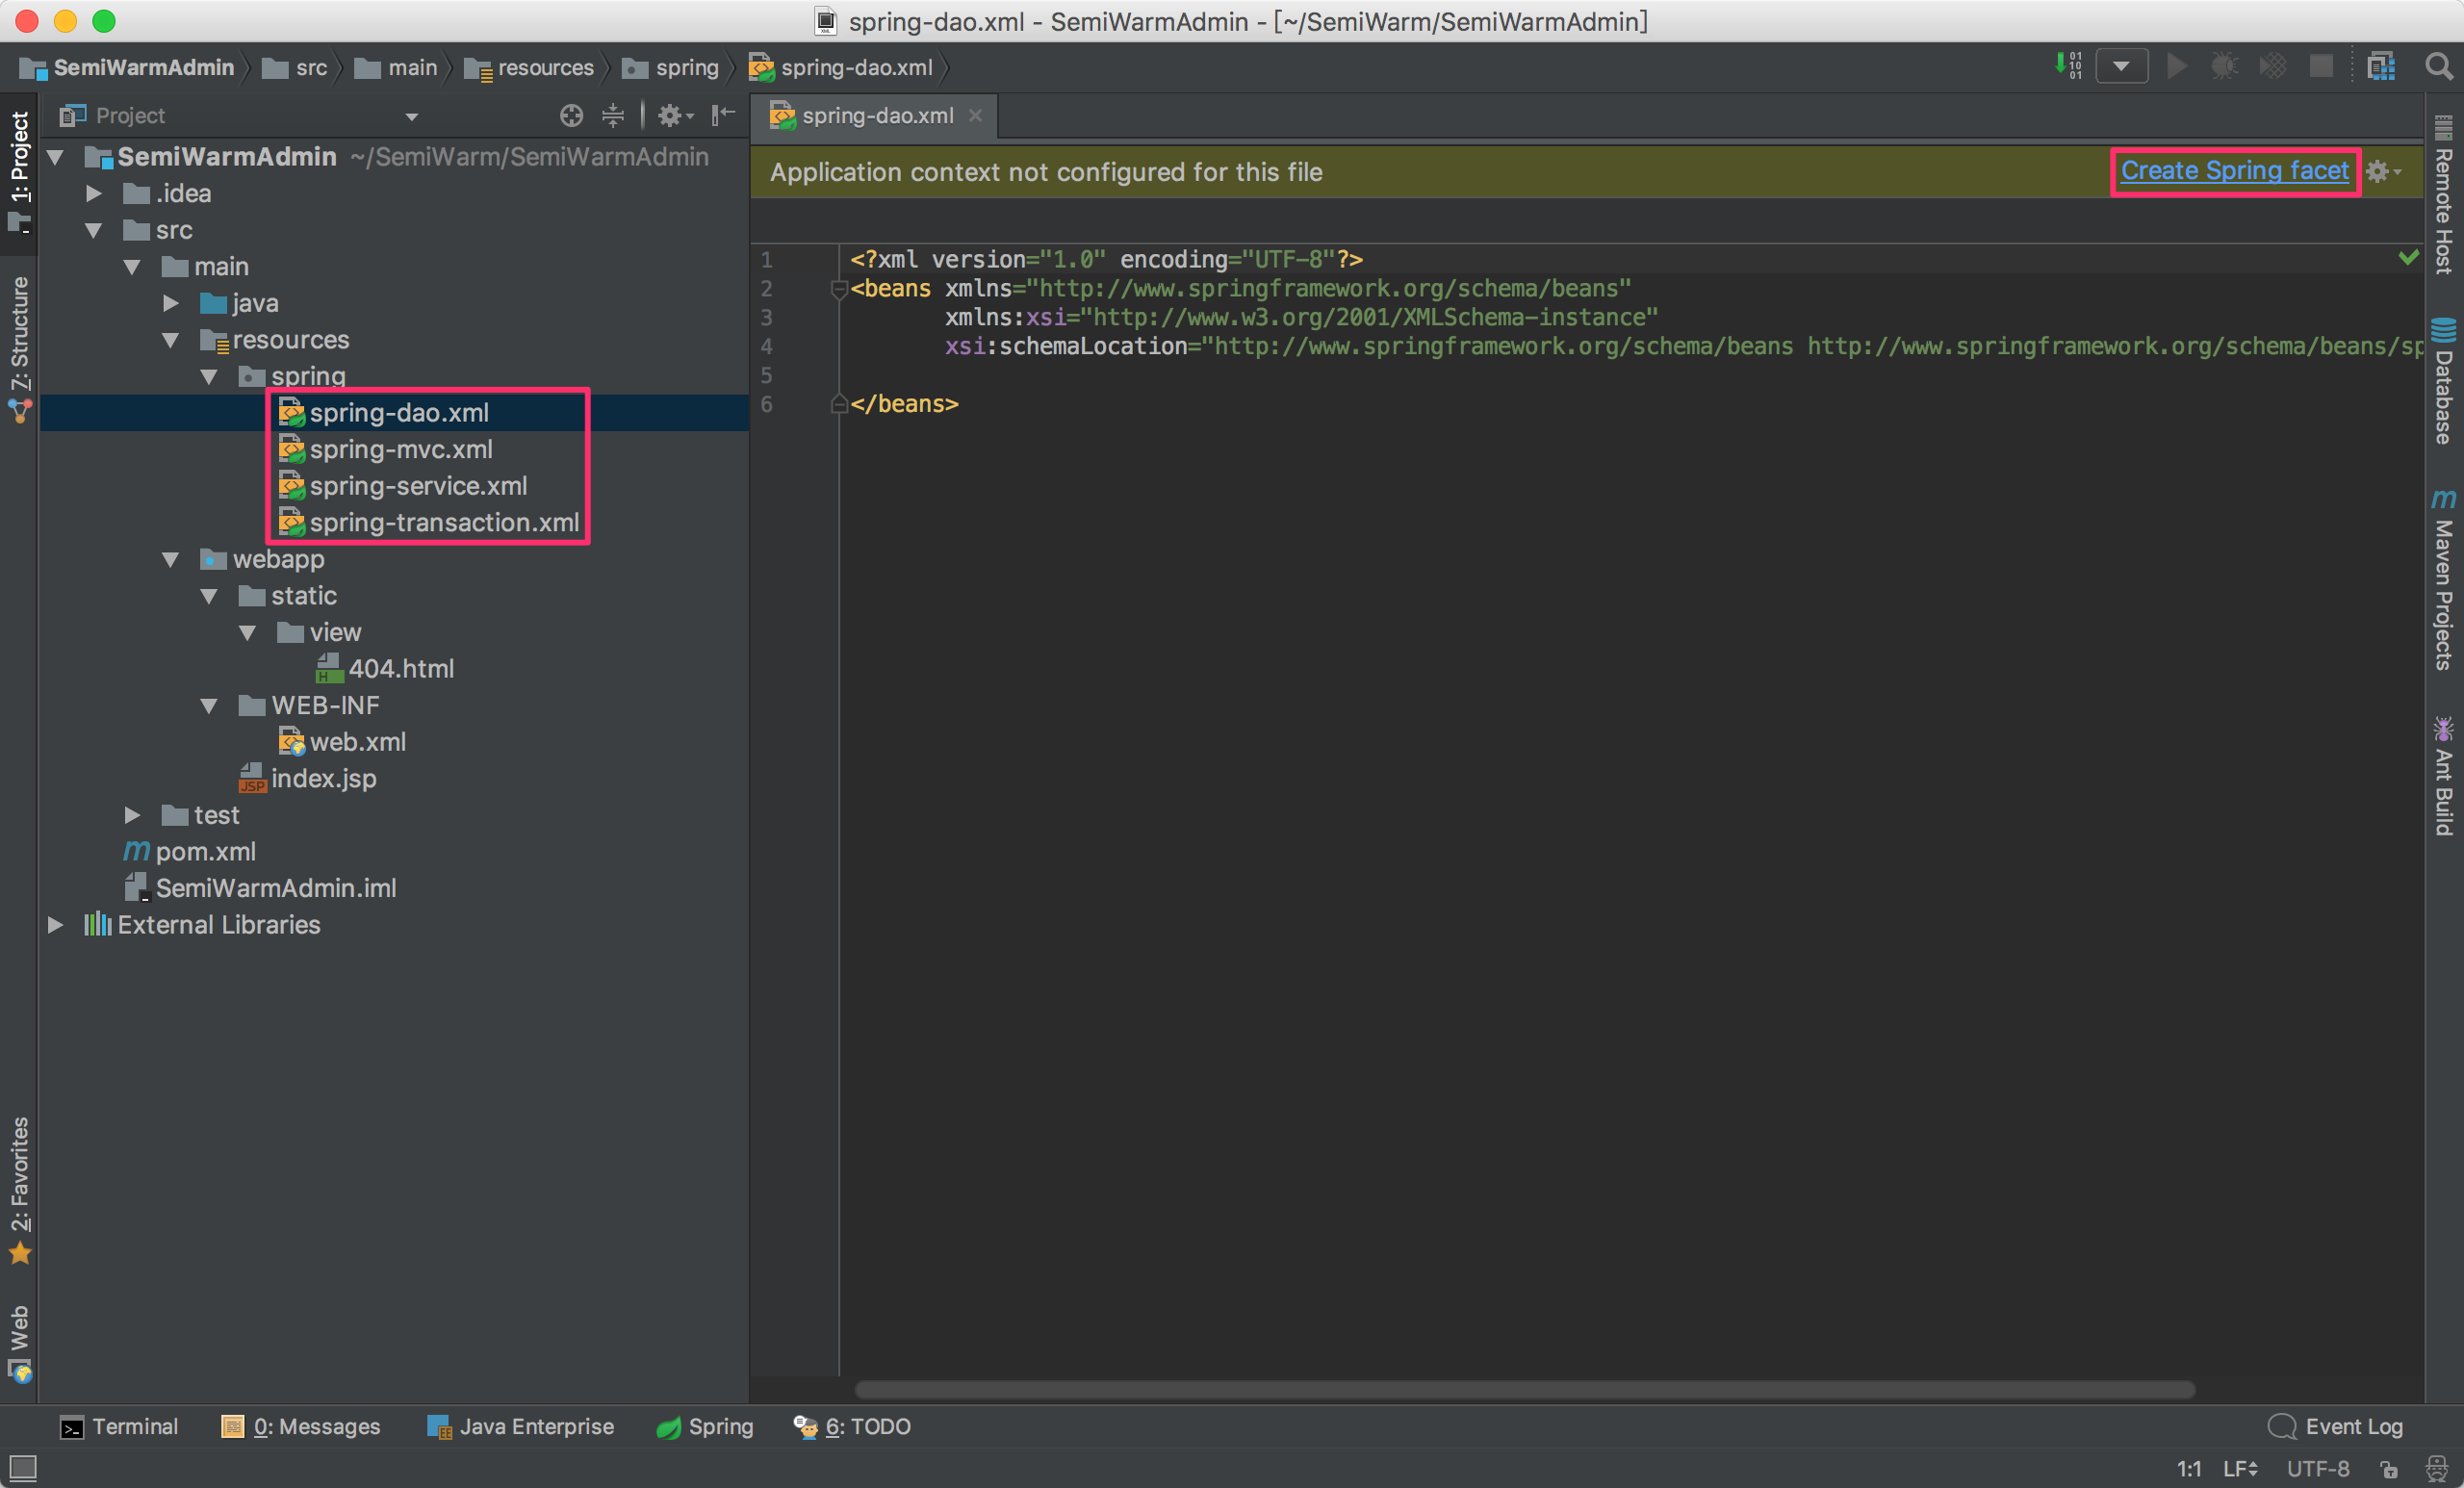 spring-dao.xml - SemiWarmAdmin - [~/SemiWarm/SemiWarmAdmin]
SemiWarmAdmin src main resources spring spring-dao.xml
1: Project
7: Structure
2: Favorites
Web
Project
SemiWarmAdmin ~/SemiWarm/SemiWarmAdmin
.idea
src
main
java
resources
spring
spring-dao.xml
spring-mvc.xml
spring-service.xml
spring-transaction.xml
webapp
static
view
404.html
WEB-INF
web.xml
index.jsp
test
pom.xml
SemiWarmAdmin.iml
External Libraries
spring-dao.xml
Application context not configured for this file Create Spring facet
1 <?xml version="1.0" encoding="UTF-8"?>
2 <beans xmlns="http://www.springframework.org/schema/beans"
3 xmlns:xsi="http://www.w3.org/2001/XMLSchema-instance"
4 xsi:schemaLocation="http://www.springframework.org/schema/beans http://www.springframework.org/schema/beans/sp
5
6 </beans>
Remote Host
Database
Maven Projects
Ant Build
Terminal 0: Messages Java Enterprise Spring 6: TODO Event Log
1:1 LF UTF-8